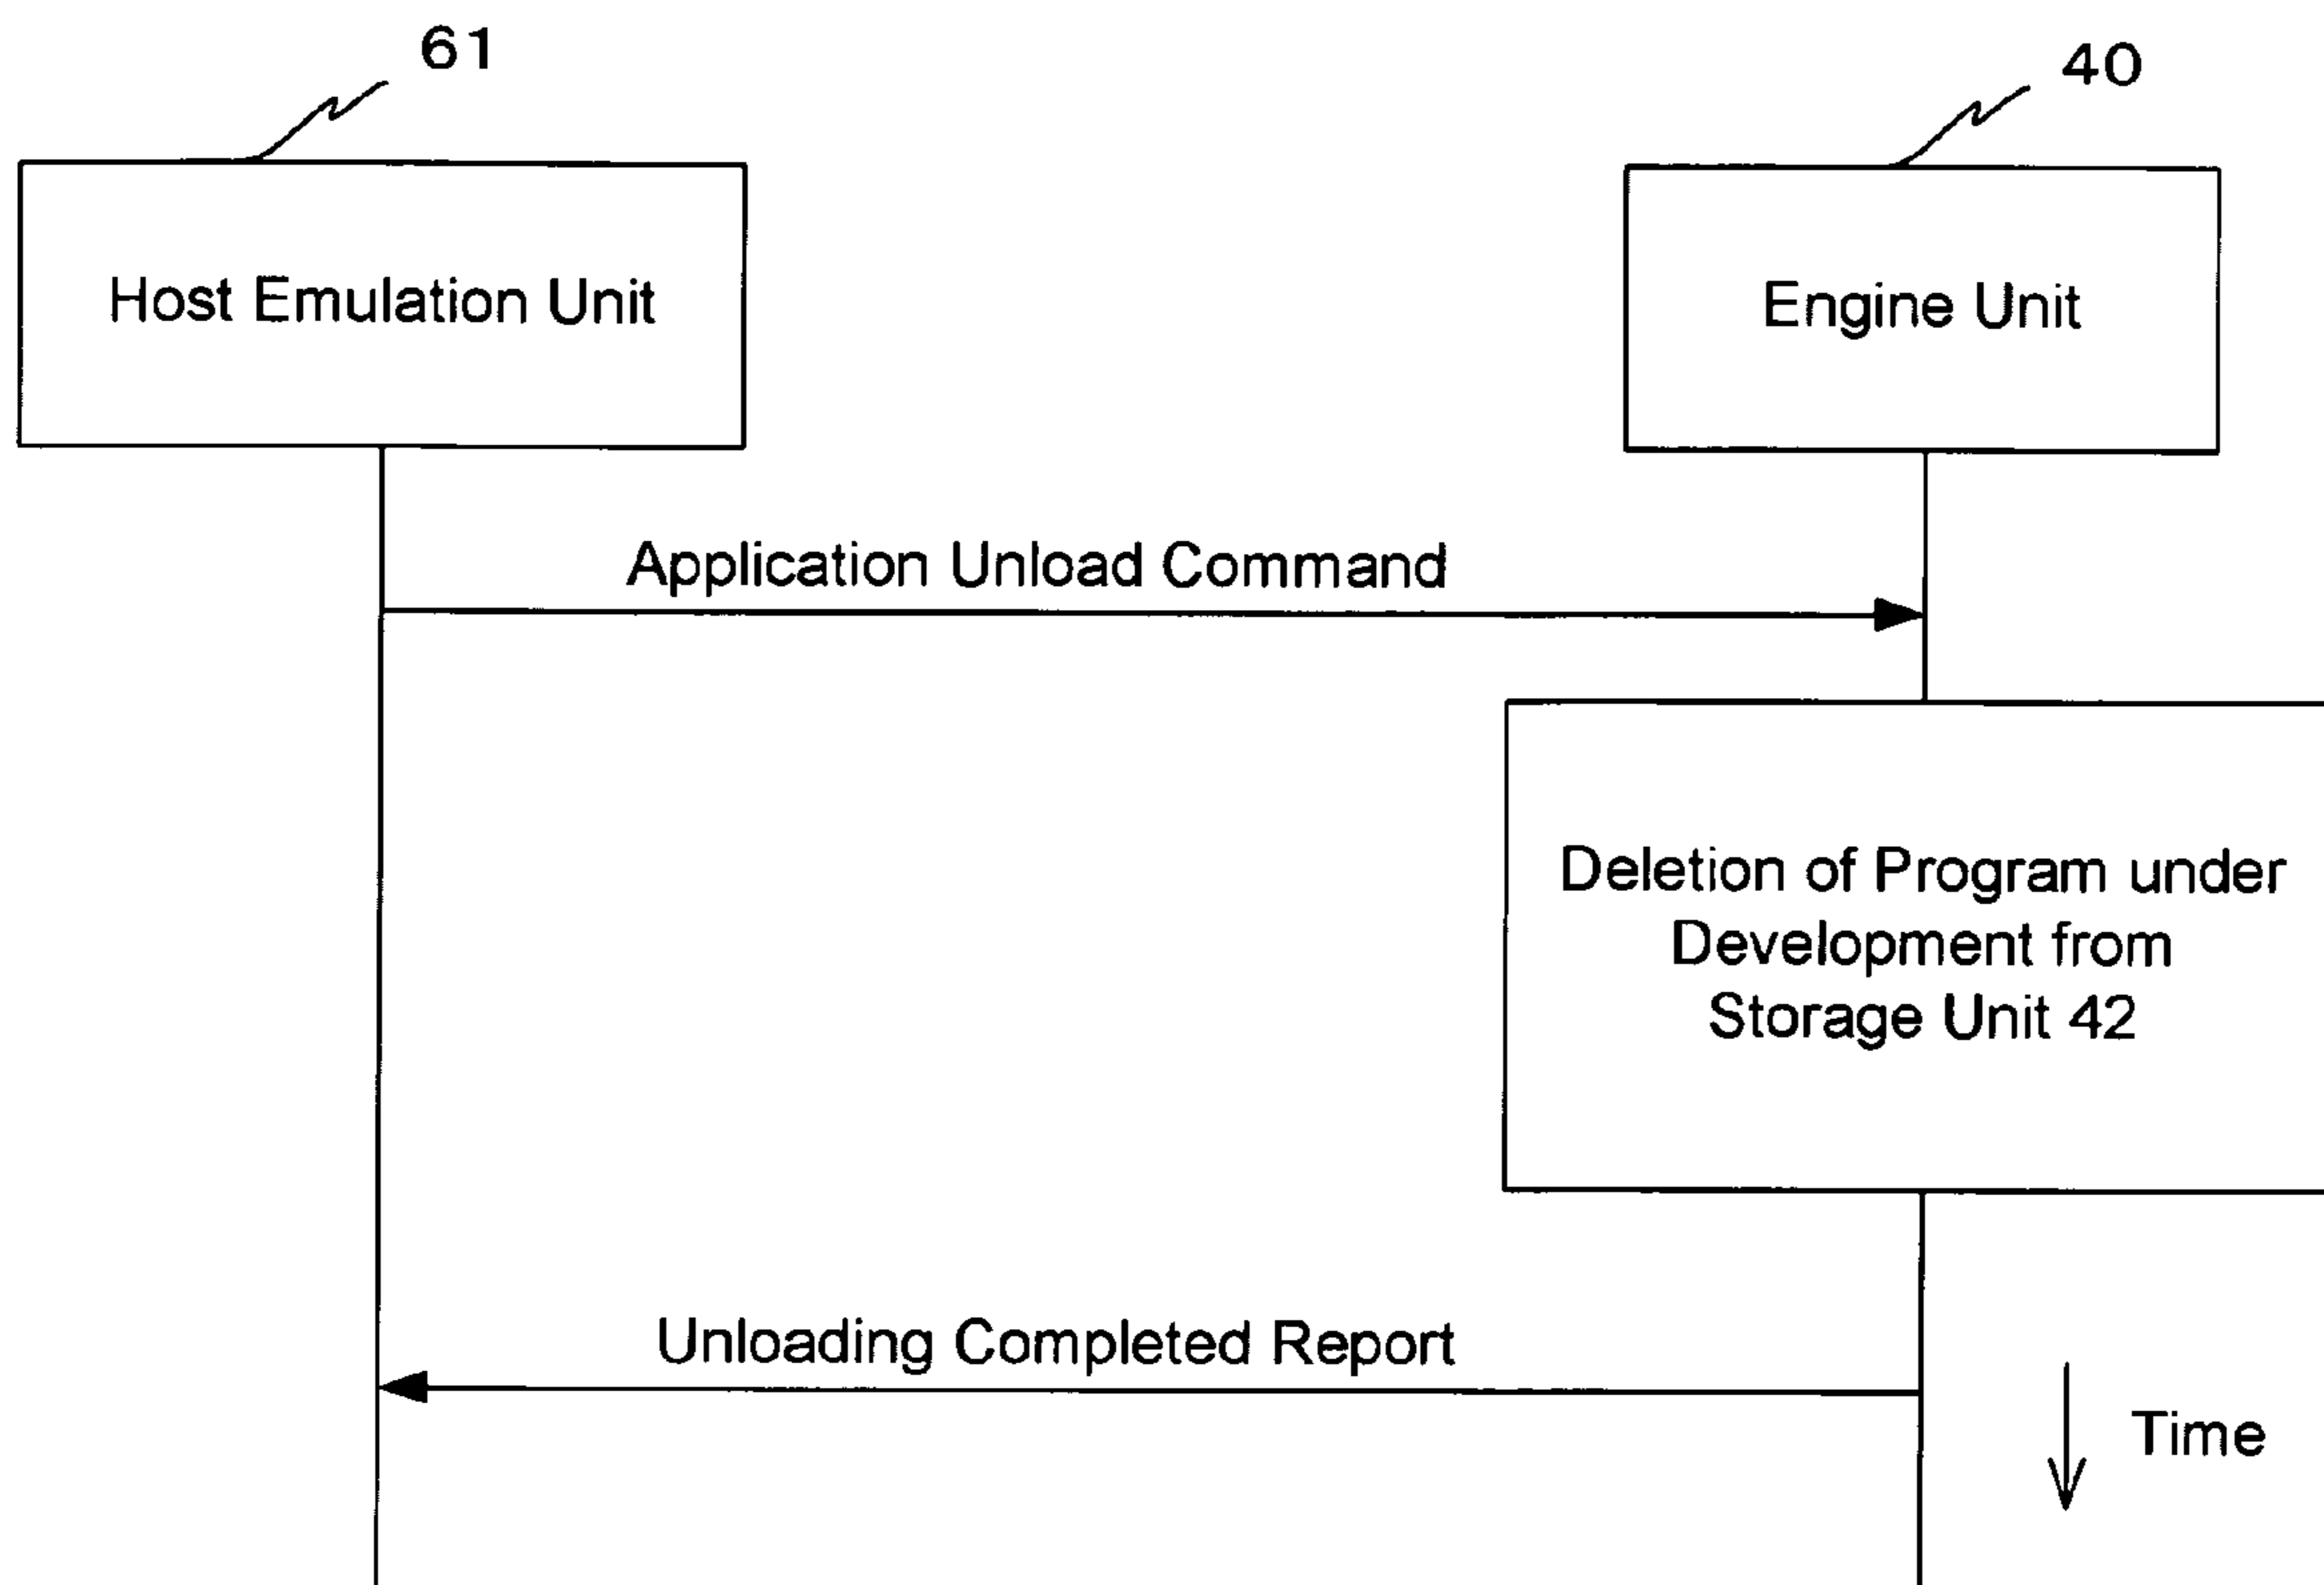 61
40
Host Emulation Unit
Engine Unit
Application Unload Command
Deletion of Program under
Development from
Storage Unit 42
Unloading Completed Report
Time